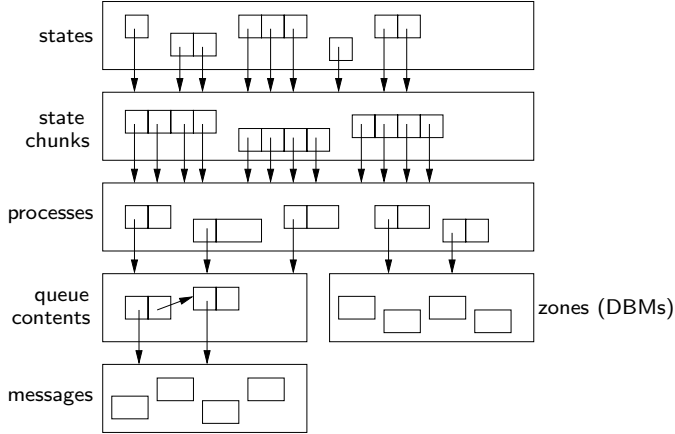 states
state
chunks
processes
queue
contents
zones (DBMs)
messages